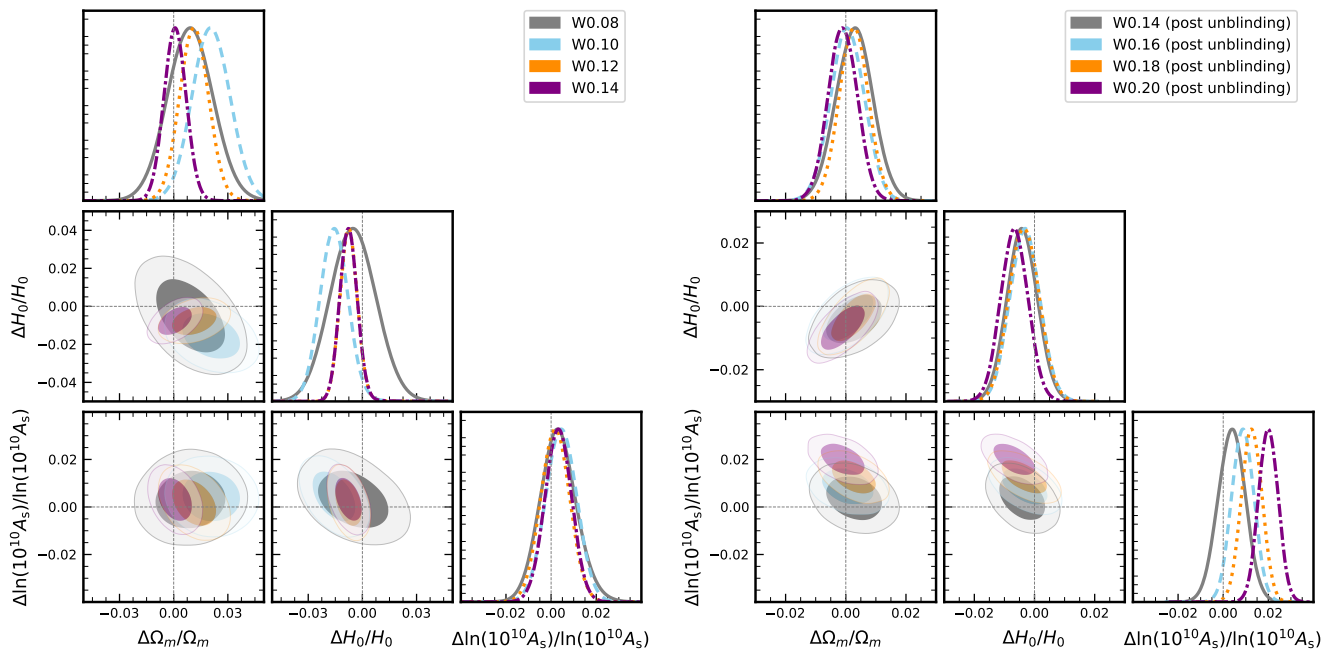 W0.08
W0.10
W0.12
W0.14
0.04
0.02
0.00
−0.02
−0.04
ΔH₀/H₀
0.02
0.00
−0.02
Δln(10¹⁰Aₛ)/ln(10¹⁰Aₛ)
−0.03 0.00 0.03
ΔΩₘ/Ωₘ
−0.03 0.00 0.03
ΔH₀/H₀
−0.02 0.00 0.02
Δln(10¹⁰Aₛ)/ln(10¹⁰Aₛ)
W0.14 (post unblinding)
W0.16 (post unblinding)
W0.18 (post unblinding)
W0.20 (post unblinding)
0.02
0.00
−0.02
ΔH₀/H₀
0.02
0.00
−0.02
Δln(10¹⁰Aₛ)/ln(10¹⁰Aₛ)
−0.02 0.00 0.02
ΔΩₘ/Ωₘ
−0.02 0.00 0.02
ΔH₀/H₀
−0.02 0.00 0.02
Δln(10¹⁰Aₛ)/ln(10¹⁰Aₛ)